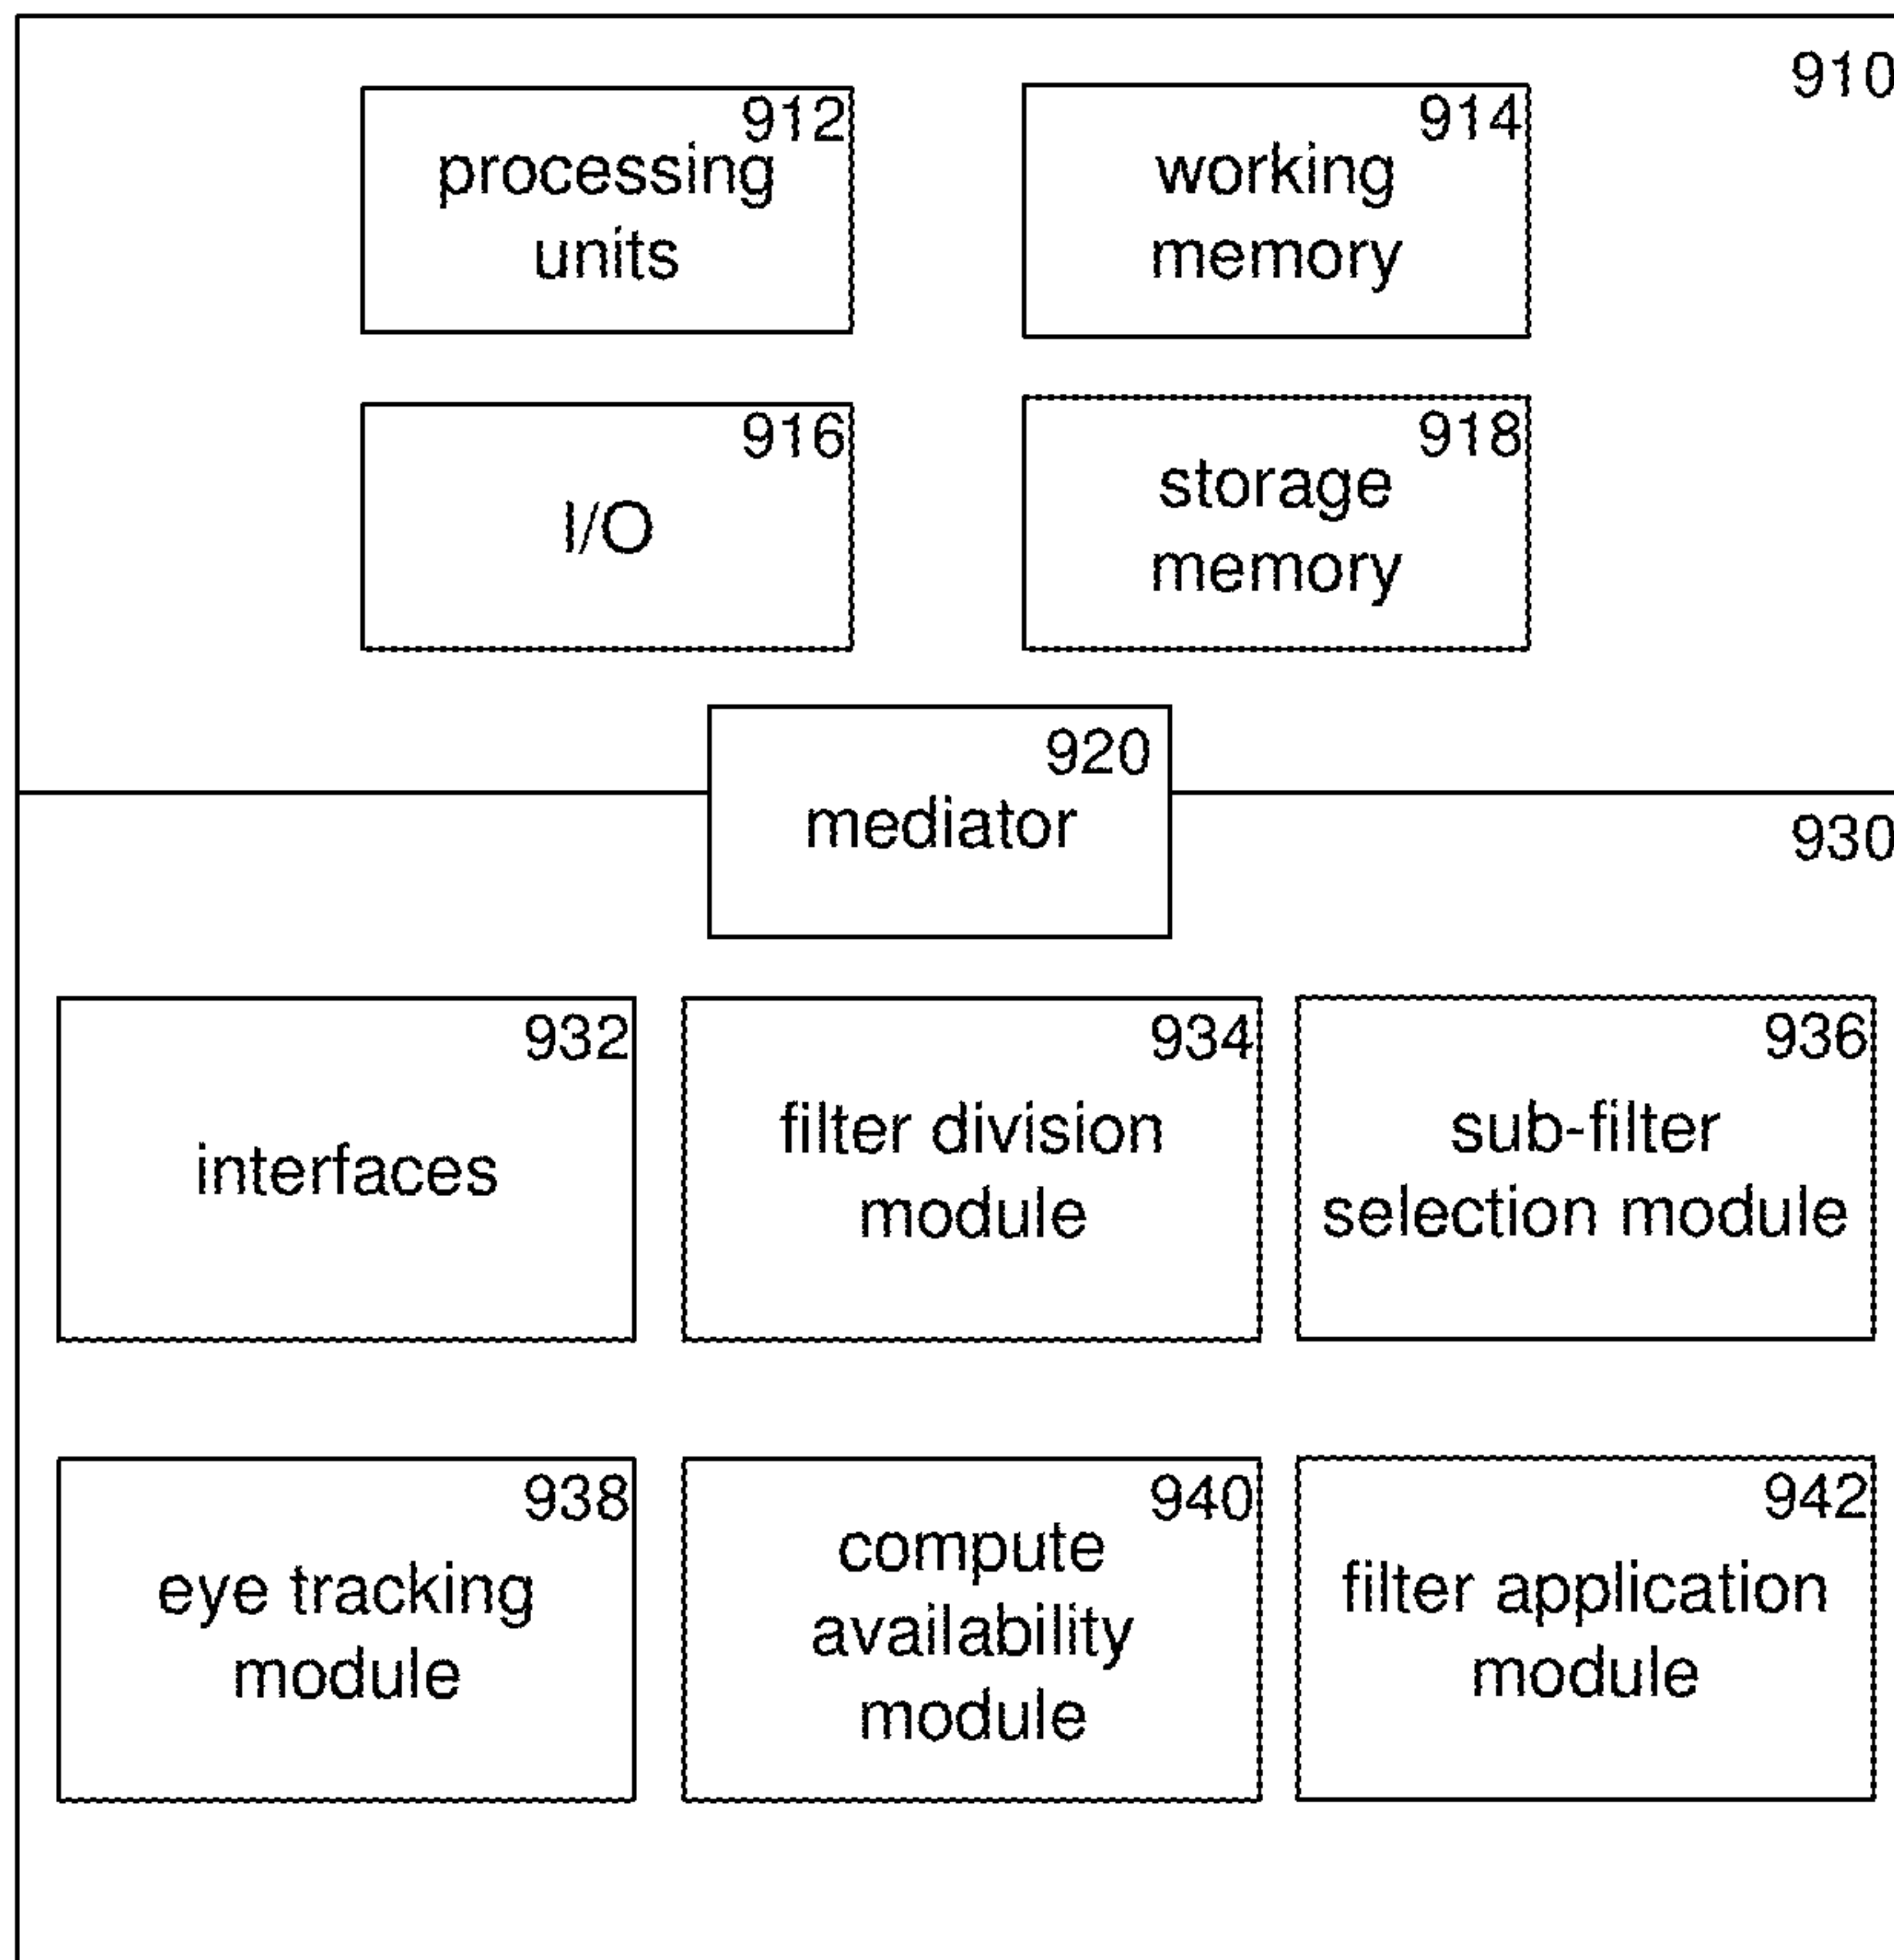 910
912
processing
units
914
working
memory
916
I/O
918
storage
memory
920
mediator
930
932
interfaces
934
filter division
module
936
sub-filter
selection module
938
eye tracking
module
940
compute
availability
module
942
filter application
module